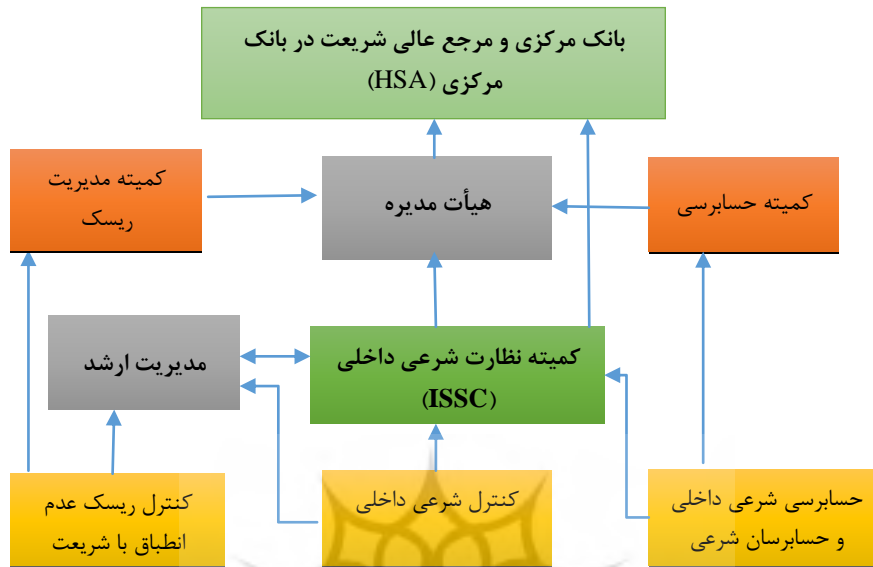 بانک مرکزی و مرجع عالی شریعت در بانک
مرکزی (HSA)
کمیته مدیریت
ریسک
هیأت مدیره
کمیته حسابرسی
مدیریت ارشد
کمیته نظارت شرعی داخلی
(ISSC)
کنترل ریسک عدم
انطباق با شریعت
کنترل شرعی داخلی
حسابرسی شرعی داخلی
و حسابرسان شرعی